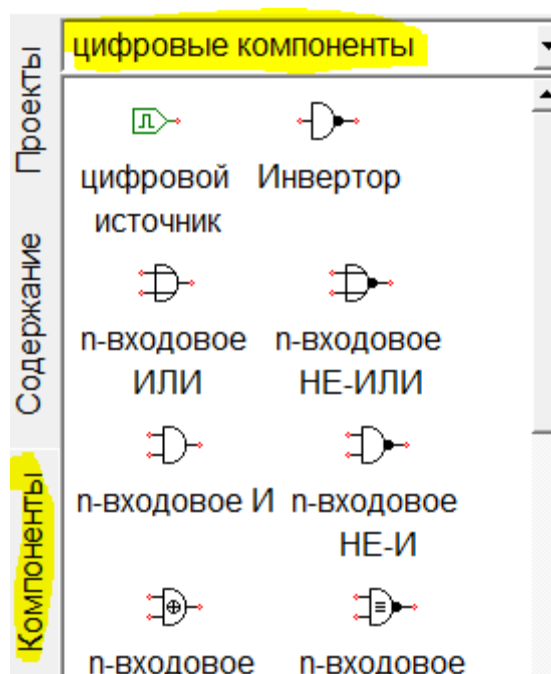 цифровые компоненты
Проекты
Содержание
Компоненты
цифровой
источник
Инвертор
n-входовое
ИЛИ
n-входовое
НЕ-ИЛИ
n-входовое И
n-входовое
НЕ-И
n-входовое
n-входовое